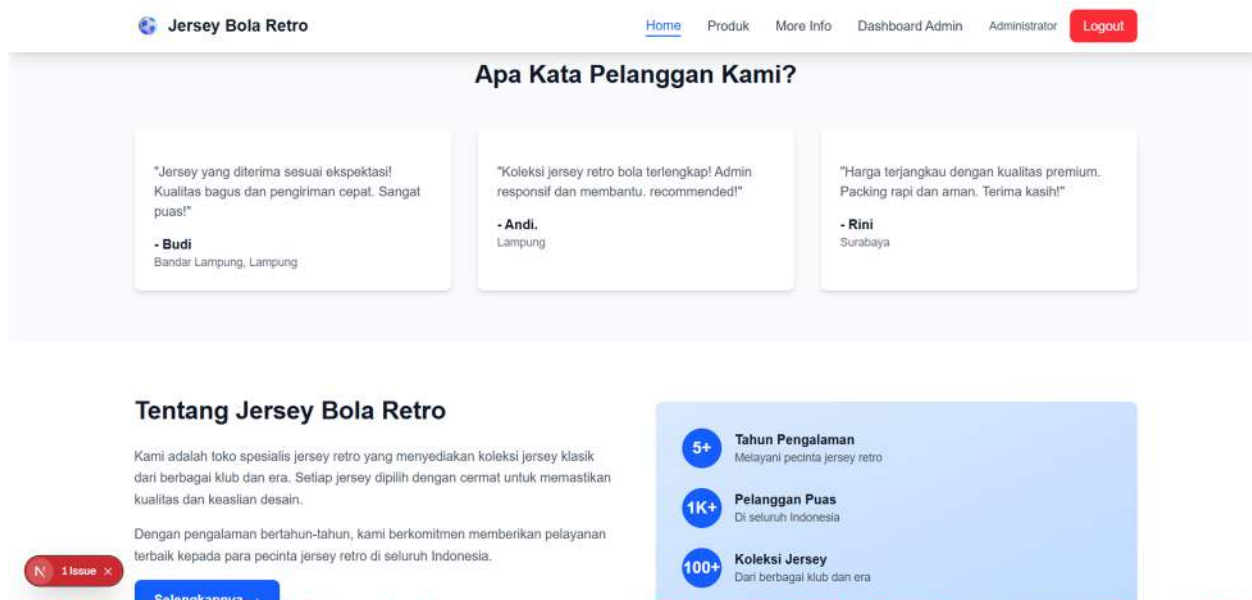 Jersey Bola Retro
Home Produk More Info Dashboard Admin Administrator Logout
Apa Kata Pelanggan Kami?
"Jersey yang diterima sesuai ekspektasi!
Kualitas bagus dan pengiriman cepat. Sangat
puas!"
- Budi
Bandar Lampung, Lampung
"Koleksi jersey retro bola terlengkap! Admin
responsif dan membantu. recommended!"
- Andi.
Lampung
"Harga terjangkau dengan kualitas premium.
Packing rapi dan aman. Terima kasih!"
- Rini
Surabaya
Tentang Jersey Bola Retro
Kami adalah toko spesialis jersey retro yang menyediakan koleksi jersey klasik
dari berbagai klub dan era. Setiap jersey dipilih dengan cermat untuk memastikan
kualitas dan keaslian desain.
Dengan pengalaman bertahun-tahun, kami berkomitmen memberikan pelayanan
terbaik kepada para pecinta jersey retro di seluruh Indonesia.
Selengkapnya
5+
Tahun Pengalaman
Melayani pecinta jersey retro
1K+
Pelanggan Puas
Di seluruh Indonesia
100+
Koleksi Jersey
Dari berbagai klub dan era
N 1 Issue ×